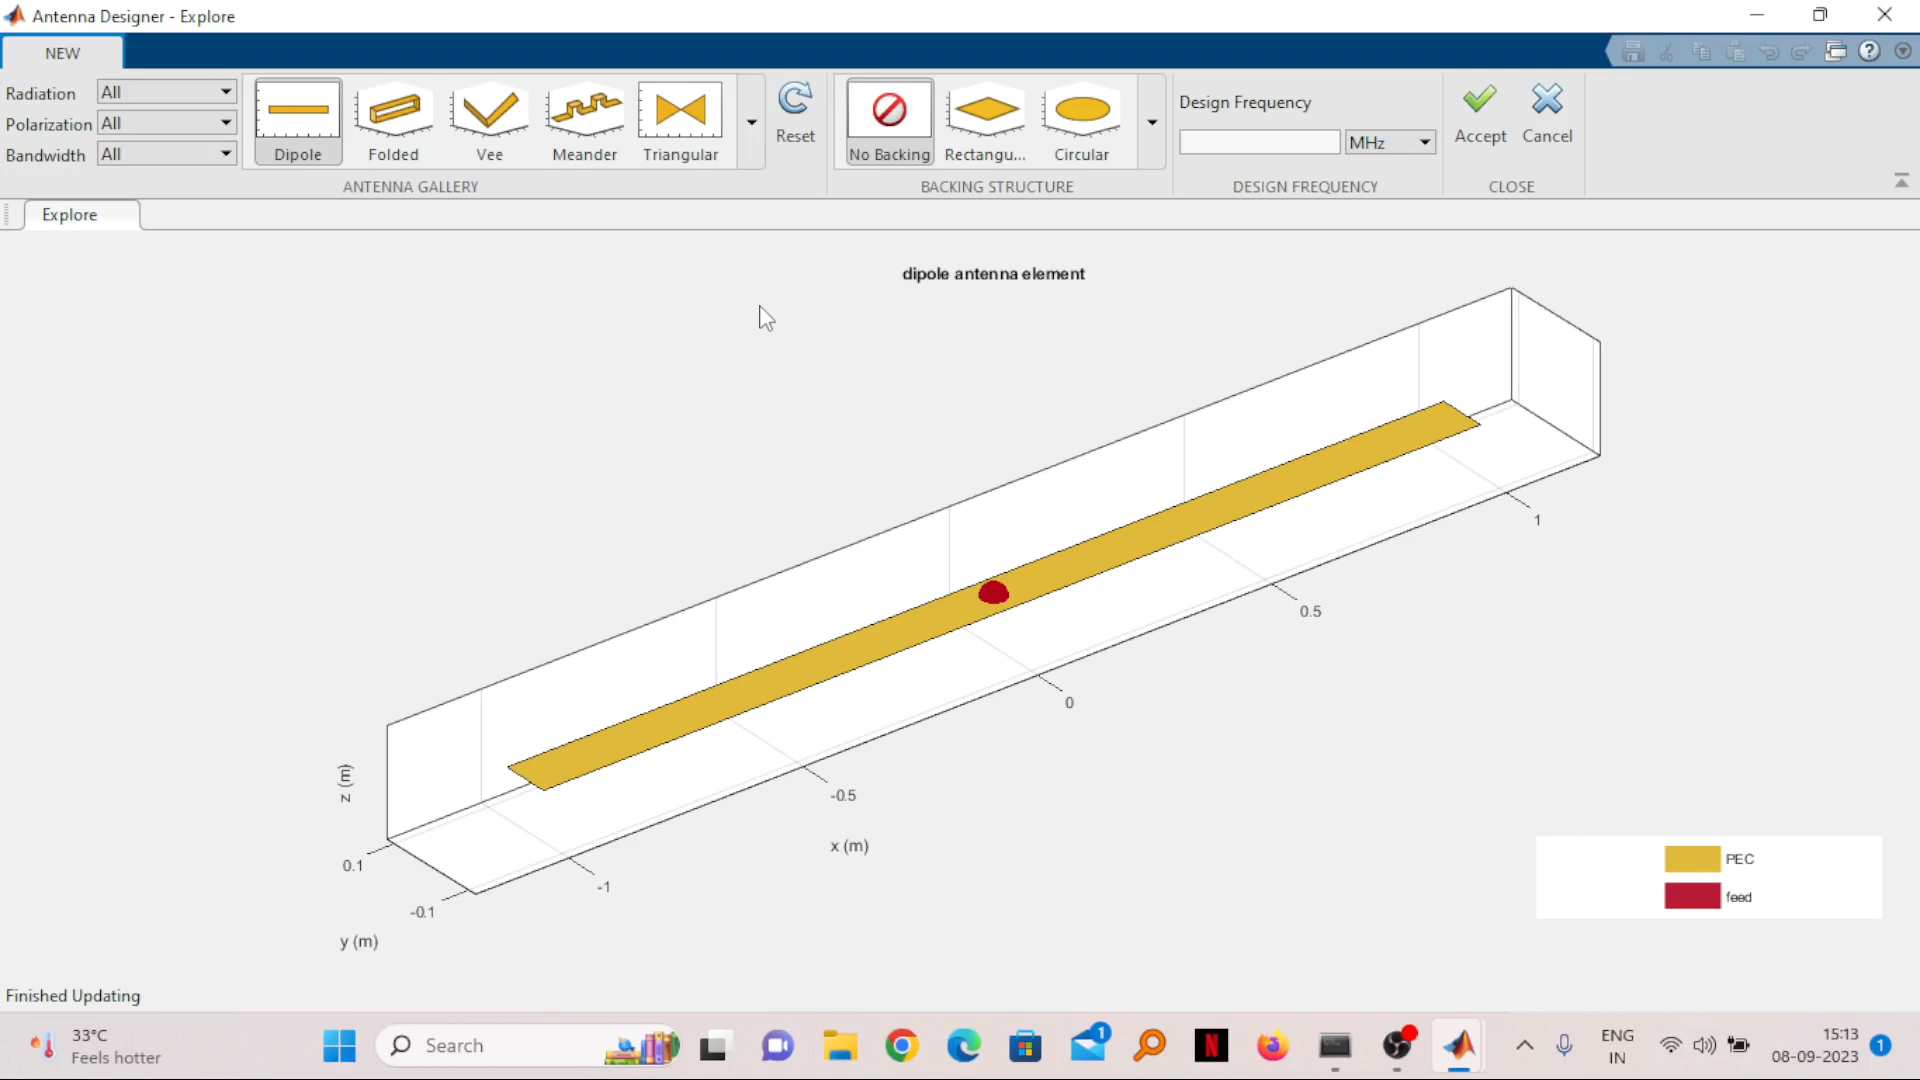 Antenna Designer - Explore
NEW
Radiation All
Polarization All
Bandwidth All
Dipole Folded Vee Meander Triangular
Reset
No Backing Rectangu... Circular
Design Frequency
MHz
Accept Cancel
ANTENNA GALLERY BACKING STRUCTURE DESIGN FREQUENCY CLOSE
Explore
dipole antenna element
1
0.5
0
-0.5
-1
x (m)
z (m)
0.1
-0.1
y (m)
PEC
feed
Finished Updating
33°C
Feels hotter
Search
1
N
ENG
IN
15:13
08-09-2023
1